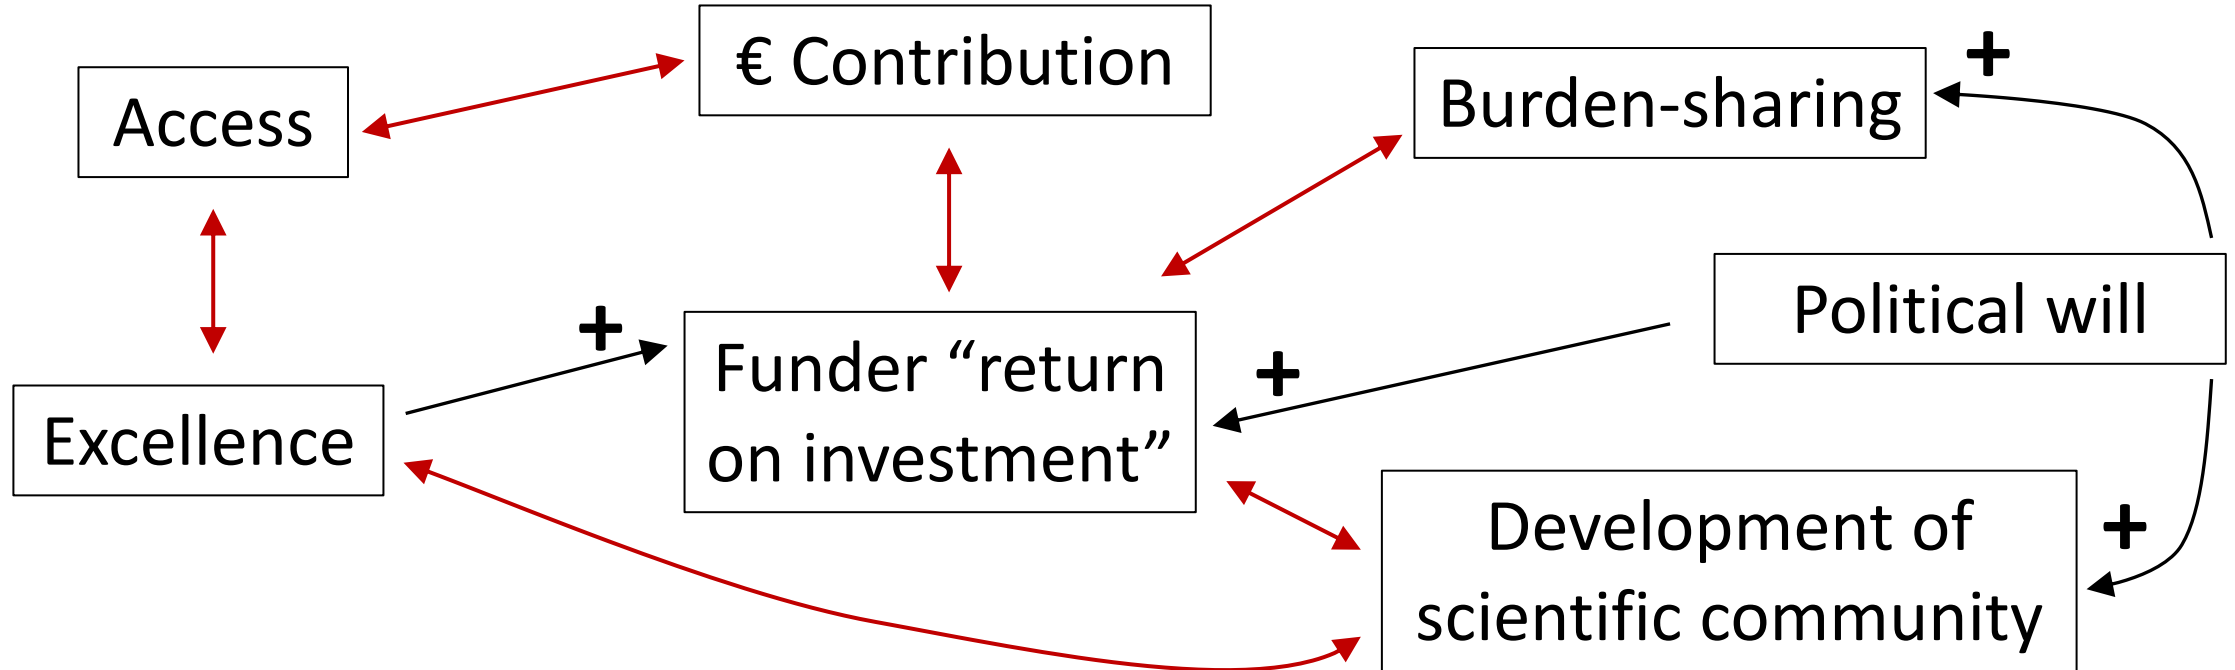 € Contribution
Access
Burden-sharing
+
Political will
+
Funder “return
on investment”
+
Excellence
Development of
scientific community
+